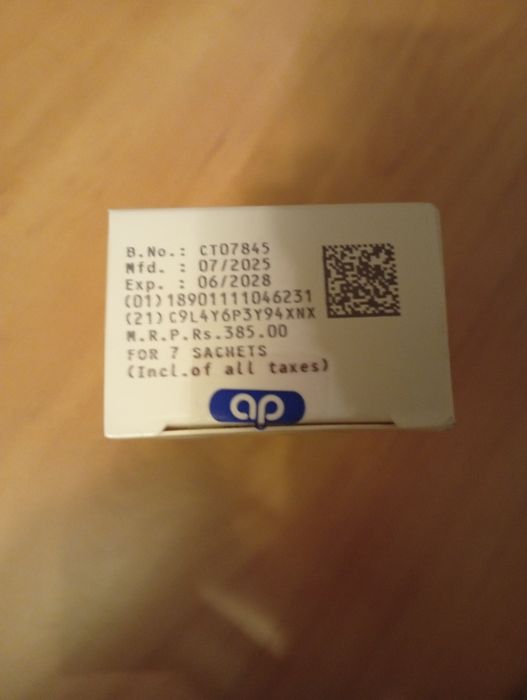 B.No.: CT07845
Mfd. : 07/2025
Exp. : 06/2028
(01)18901111046231
(21)C9L4Y6P3Y94XNX
M.R.P.Rs.385.00
FOR 7 SACHETS
(Incl.of all taxes)
ap